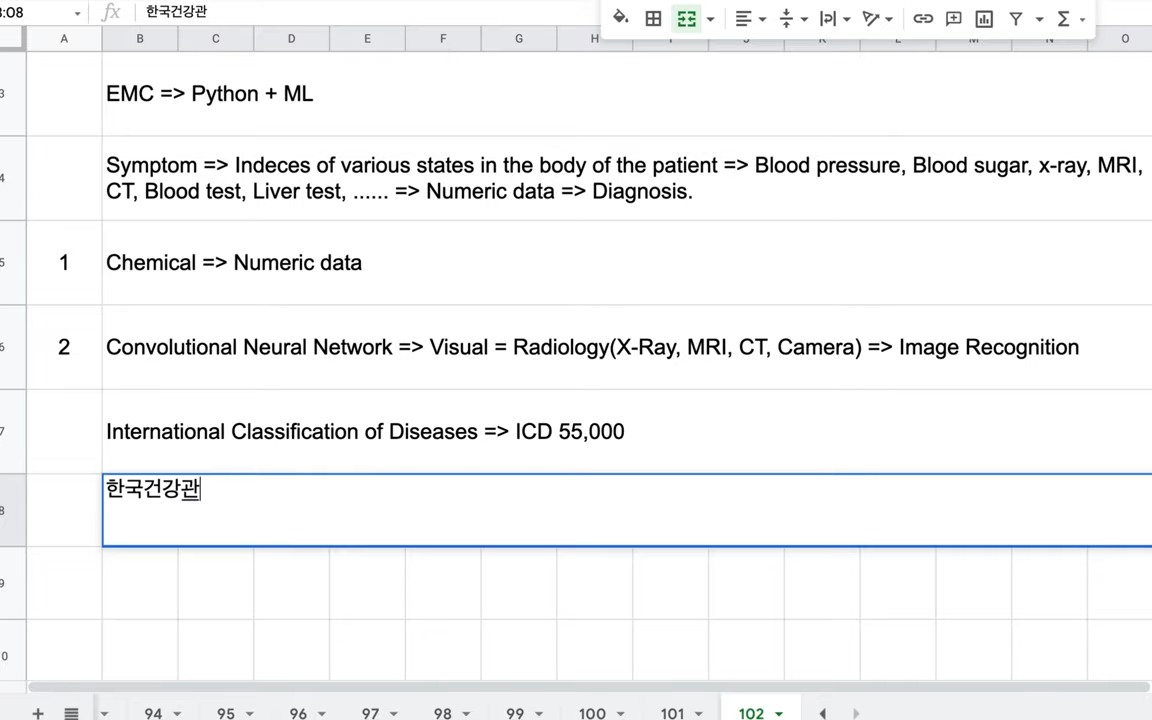 :08
fx
한국건강관
A B C D E F G H O
3
EMC => Python + ML
4
Symptom => Indeces of various states in the body of the patient => Blood pressure, Blood sugar, x-ray, MRI,
CT, Blood test, Liver test, ...... => Numeric data => Diagnosis.
5
1
Chemical => Numeric data
6
2
Convolutional Neural Network => Visual = Radiology(X-Ray, MRI, CT, Camera) => Image Recognition
7
International Classification of Diseases => ICD 55,000
8
한국건강관
9
0
94 95 96 97 98 99 100 101 102